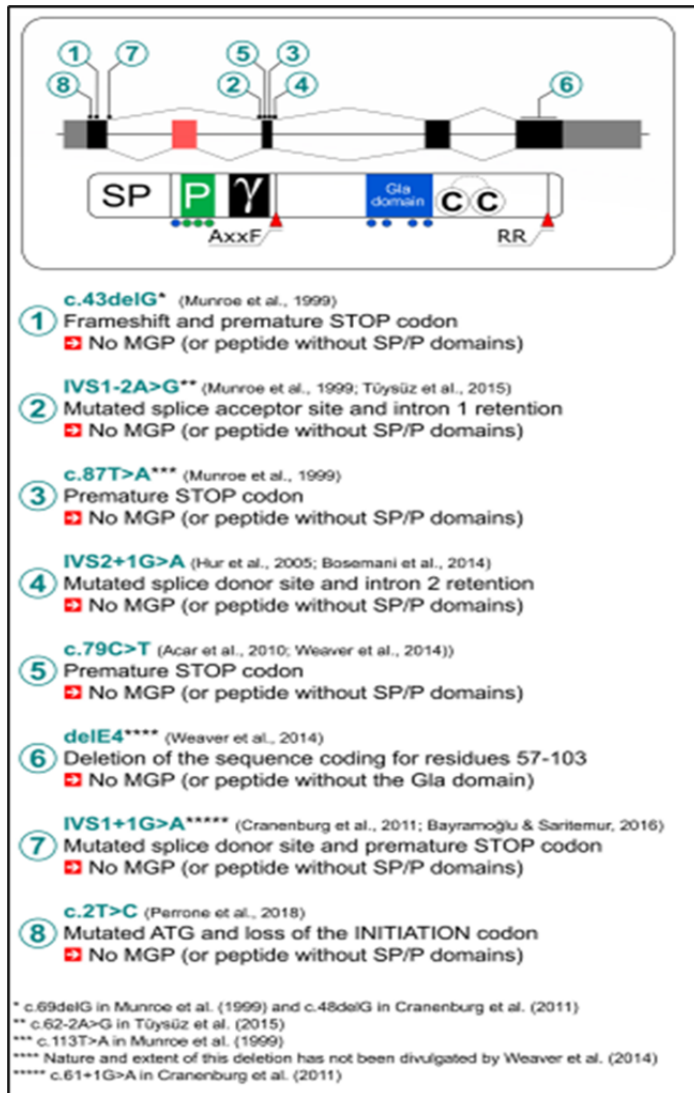 1 7 5 3
8 2 4 6
SP P γ Gla domain C C
AxxF RR
c.43delG* (Munroe et al., 1999)
1 Frameshift and premature STOP codon
No MGP (or peptide without SP/P domains)
IVS1-2A>G** (Munroe et al., 1999; Tüysüz et al., 2015)
2 Mutated splice acceptor site and intron 1 retention
No MGP (or peptide without SP/P domains)
c.87T>A*** (Munroe et al., 1999)
3 Premature STOP codon
No MGP (or peptide without SP/P domains)
IVS2+1G>A (Hur et al., 2005; Bosemani et al., 2014)
4 Mutated splice donor site and intron 2 retention
No MGP (or peptide without SP/P domains)
c.79C>T (Acar et al., 2010; Weaver et al., 2014))
5 Premature STOP codon
No MGP (or peptide without SP/P domains)
delE4**** (Weaver et al., 2014)
6 Deletion of the sequence coding for residues 57-103
No MGP (or peptide without the Gla domain)
IVS1+1G>A***** (Cranenburg et al., 2011; Bayramoğlu & Saritemur, 2016)
7 Mutated splice donor site and premature STOP codon
No MGP (or peptide without SP/P domains)
c.2T>C (Perrone et al., 2018)
8 Mutated ATG and loss of the INITIATION codon
No MGP (or peptide without SP/P domains)
* c.69delG in Munroe et al. (1999) and c.48delG in Cranenburg et al. (2011)
** c.62-2A>G in Tüysüz et al. (2015)
*** c.113T>A in Munroe et al. (1999)
**** Nature and extent of this deletion has not been divulgated by Weaver et al. (2014)
***** c.61+1G>A in Cranenburg et al. (2011)